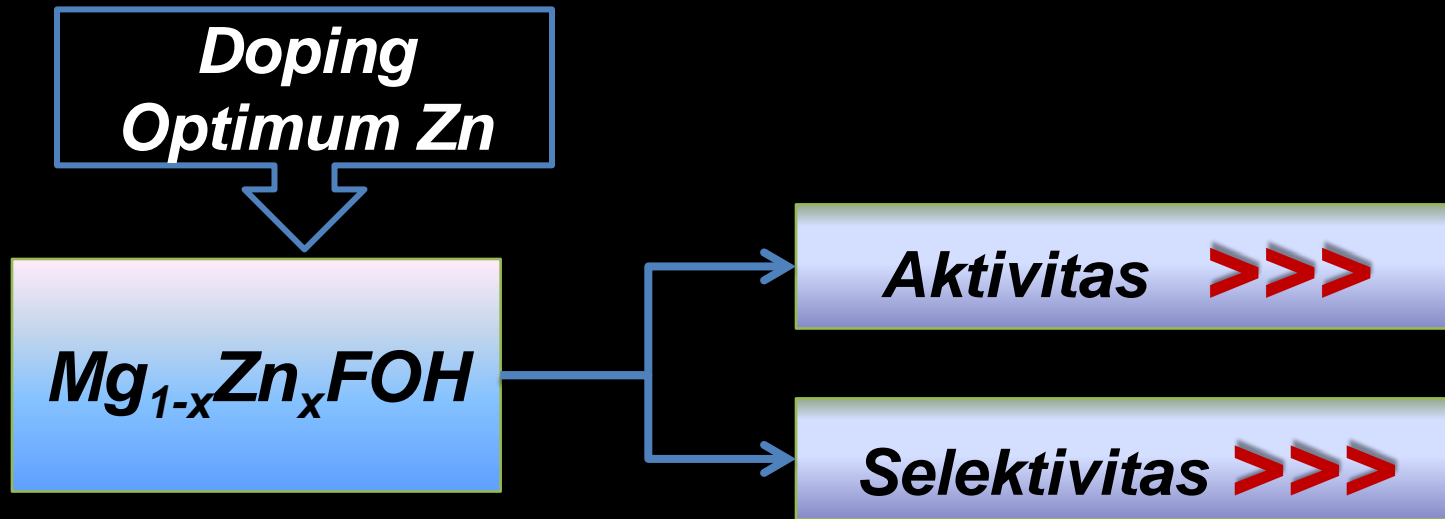 Doping
Optimum Zn
Mg₁₋ₓZnₓFOH
Aktivitas >>>
Selektivitas >>>